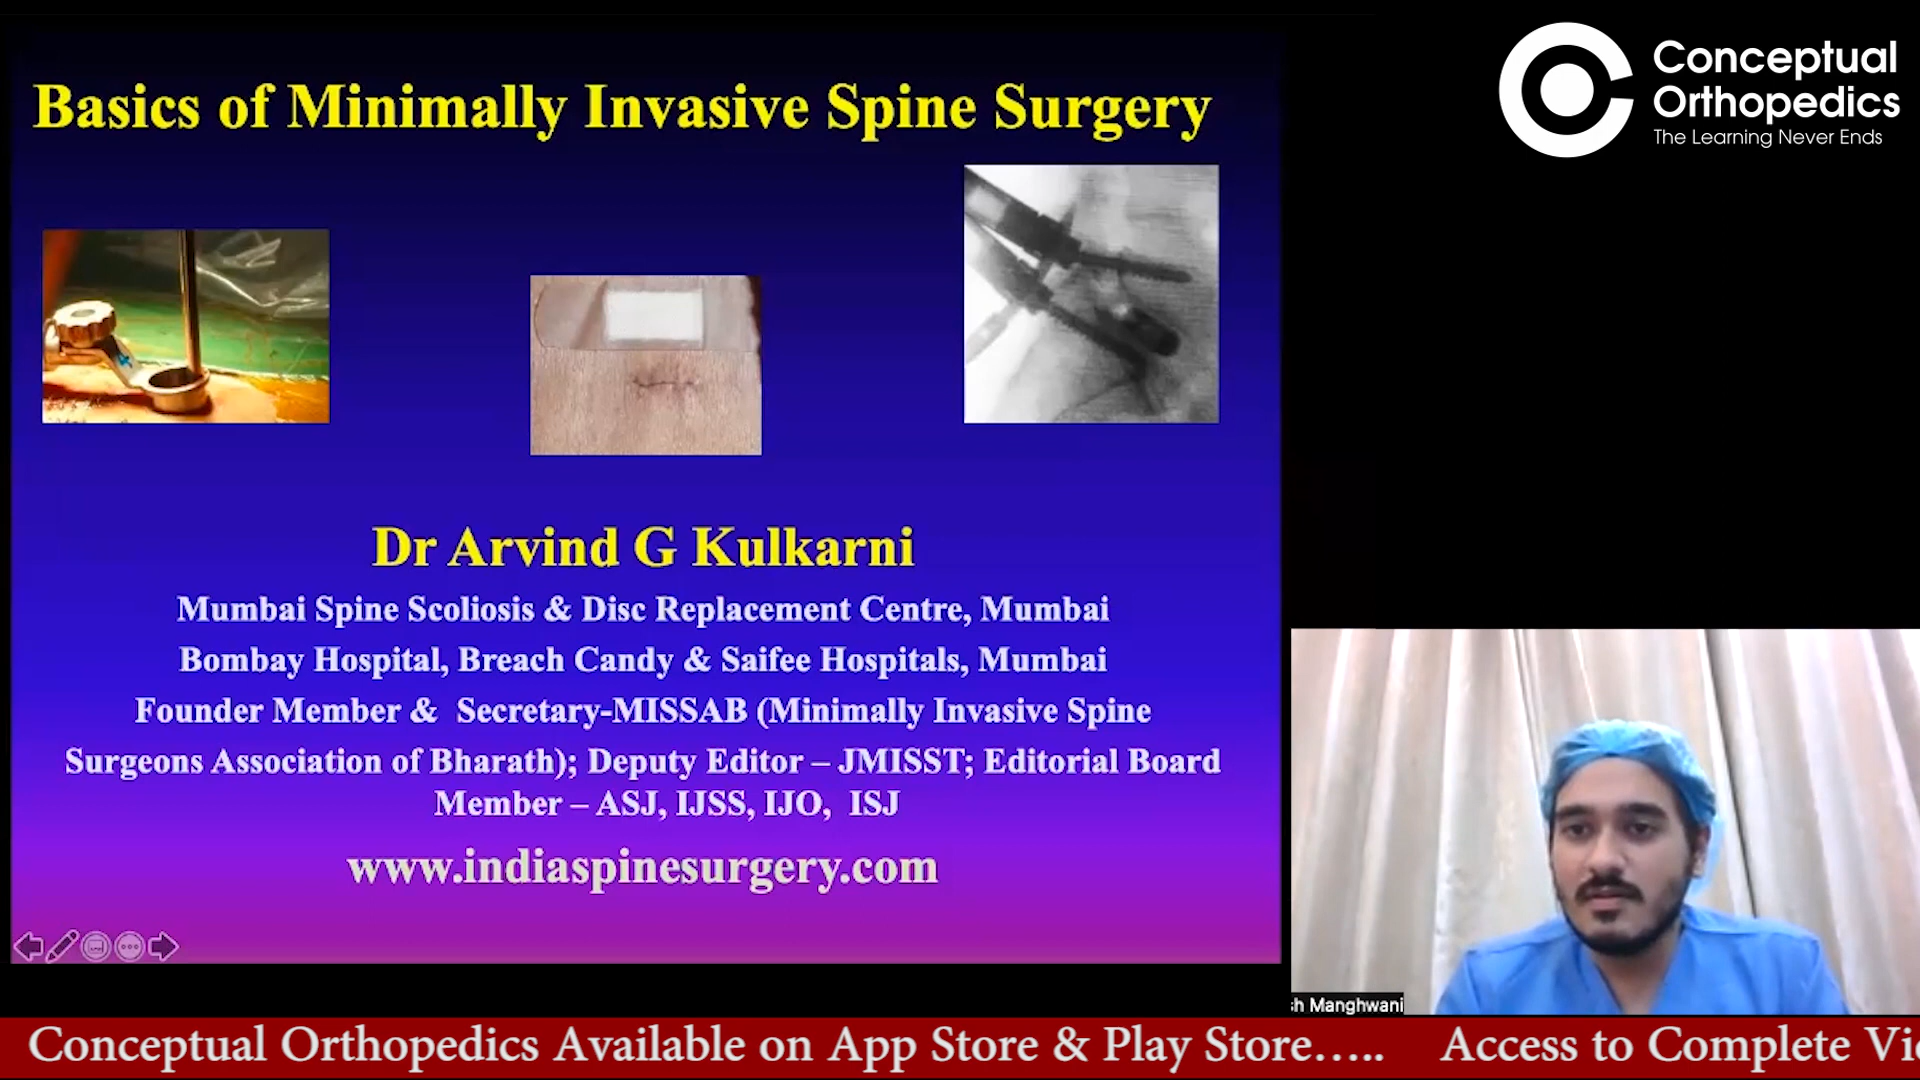 Basics of Minimally Invasive Spine Surgery
Conceptual
Orthopedics
The Learning Never Ends
Dr Arvind G Kulkarni
Mumbai Spine Scoliosis & Disc Replacement Centre, Mumbai
Bombay Hospital, Breach Candy & Saifee Hospitals, Mumbai
Founder Member & Secretary-MISSAB (Minimally Invasive Spine
Surgeons Association of Bharath); Deputy Editor – JMISST; Editorial Board
Member – ASJ, IJSS, IJO, ISJ
www.indiaspinesurgery.com
sh Manghwani
Conceptual Orthopedics Available on App Store & Play Store….. Access to Complete Vi